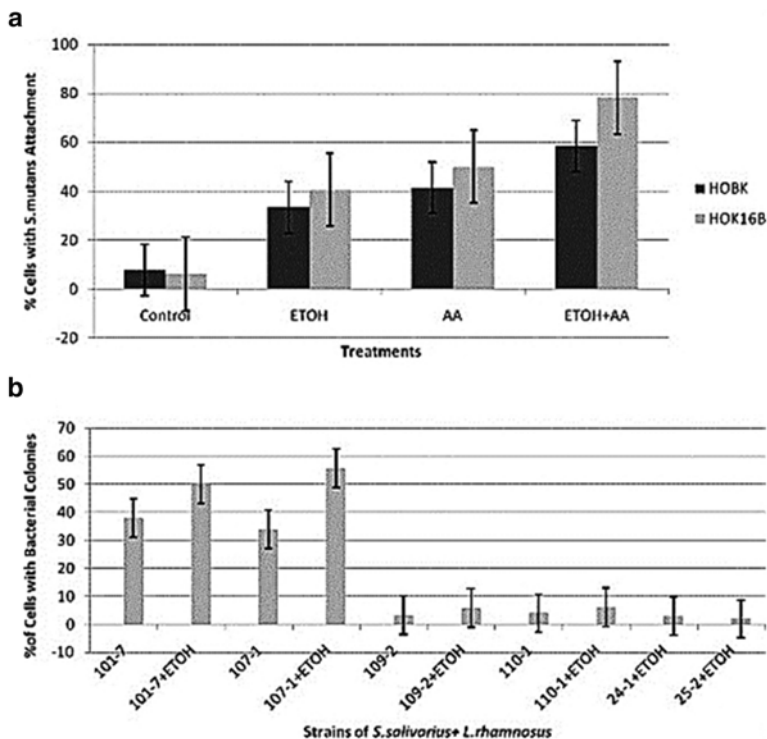 a
% Cells with S.mutans Attachment
100
80
60
40
20
0
-20
Control
ETOH
AA
ETOH+AA
Treatments
HOBK
HOK16B
b
%of Cells with Bacterial Colonies
70
60
50
40
30
20
10
0
-10
101-7
101-7+ETOH
107-1
107-1+ETOH
109-2
109-2+ETOH
110-1
110-1+ETOH
24-1+ETOH
25-2+ETOH
Strains of S.salivorius+ L.rhamnosus